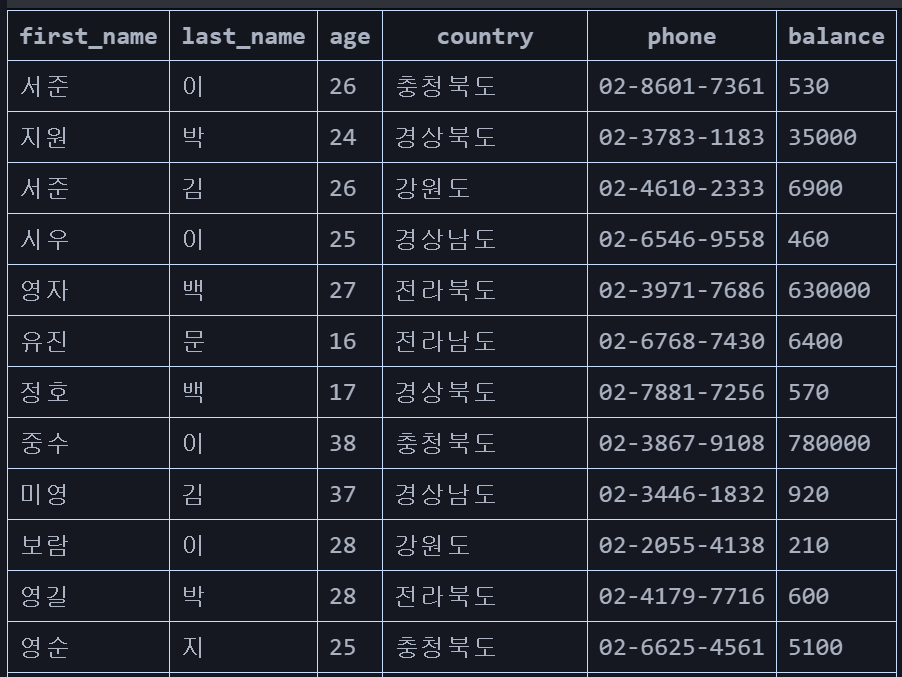 first_name last_name age country phone balance
서준 이 26 충청북도 02-8601-7361 530
지원 박 24 경상북도 02-3783-1183 35000
서준 김 26 강원도 02-4610-2333 6900
시우 이 25 경상남도 02-6546-9558 460
영자 백 27 전라북도 02-3971-7686 630000
유진 문 16 전라남도 02-6768-7430 6400
정호 백 17 경상북도 02-7881-7256 570
중수 이 38 충청북도 02-3867-9108 780000
미영 김 37 경상남도 02-3446-1832 920
보람 이 28 강원도 02-2055-4138 210
영길 박 28 전라북도 02-4179-7716 600
영순 지 25 충청북도 02-6625-4561 5100